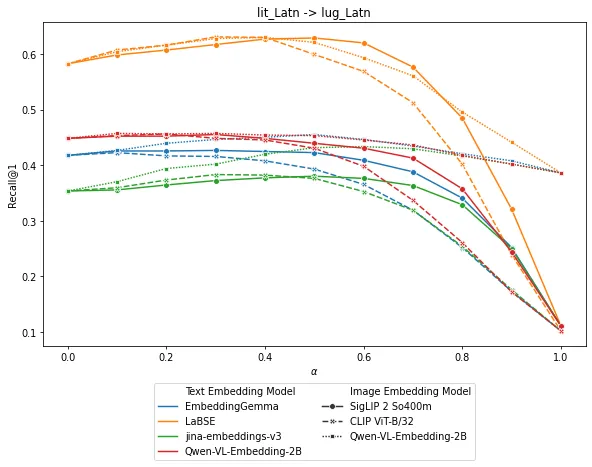 lit_Latn -> lug_Latn
Recall@1
0.6
0.5
0.4
0.3
0.2
0.1
0.0 0.2 0.4 0.6 0.8 1.0
α
Text Embedding Model Image Embedding Model
EmbeddingGemma SigLIP 2 So400m
LaBSE CLIP ViT-B/32
jina-embeddings-v3 Qwen-VL-Embedding-2B
Qwen-VL-Embedding-2B